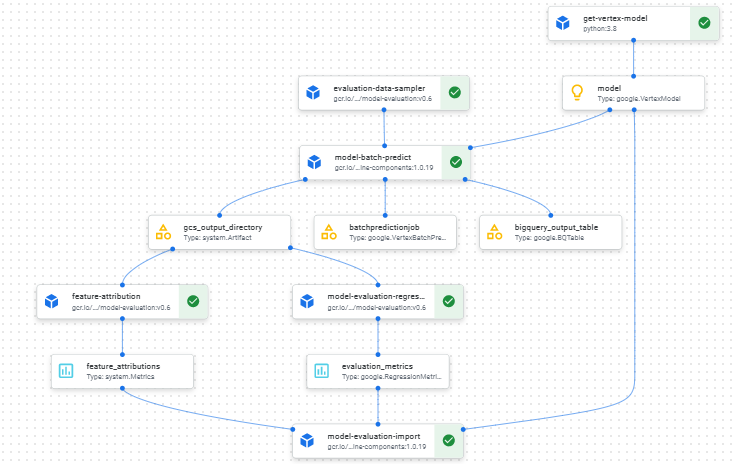 get-vertex-model
python:3.8
evaluation-data-sampler
gcr.io/.../model-evaluation:v0.6
model
Type: google.VertexModel
model-batch-predict
gcr.io/...ine-components:1.0.19
gcs_output_directory
Type: system.Artifact
batchpredictionjob
Type: google.VertexBatchPre...
bigquery_output_table
Type: google.BQTable
feature-attribution
gcr.io/.../model-evaluation:v0.6
model-evaluation-regres...
gcr.io/.../model-evaluation:v0.6
feature_attributions
Type: system.Metrics
evaluation_metrics
Type: google.RegressionMetri...
model-evaluation-import
gcr.io/...ine-components:1.0.19